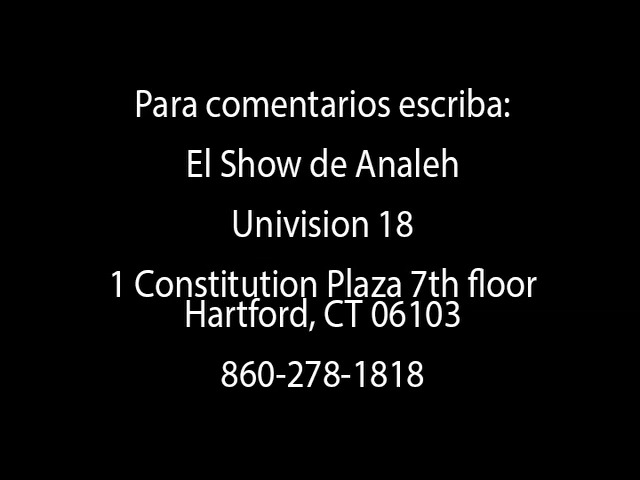 Para comentarios escriba:
El Show de Analeh
Univision 18
1 Constitution Plaza 7th floor
Hartford, CT 06103
860-278-1818